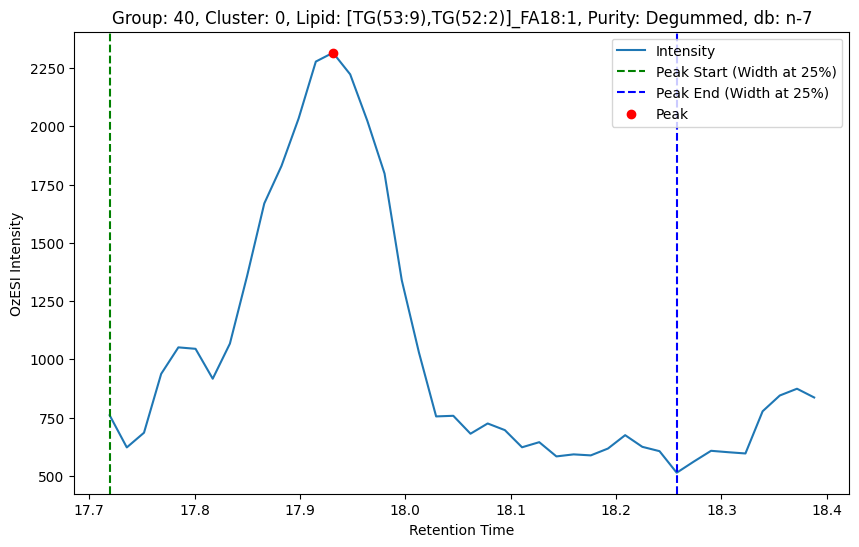 Group: 40, Cluster: 0, Lipid: [TG(53:9),TG(52:2)]_FA18:1, Purity: Degummed, db: n-7
Intensity
Peak Start (Width at 25%)
Peak End (Width at 25%)
Peak
OzESI Intensity
2250
2000
1750
1500
1250
1000
750
500
17.7 17.8 17.9 18.0 18.1 18.2 18.3 18.4
Retention Time